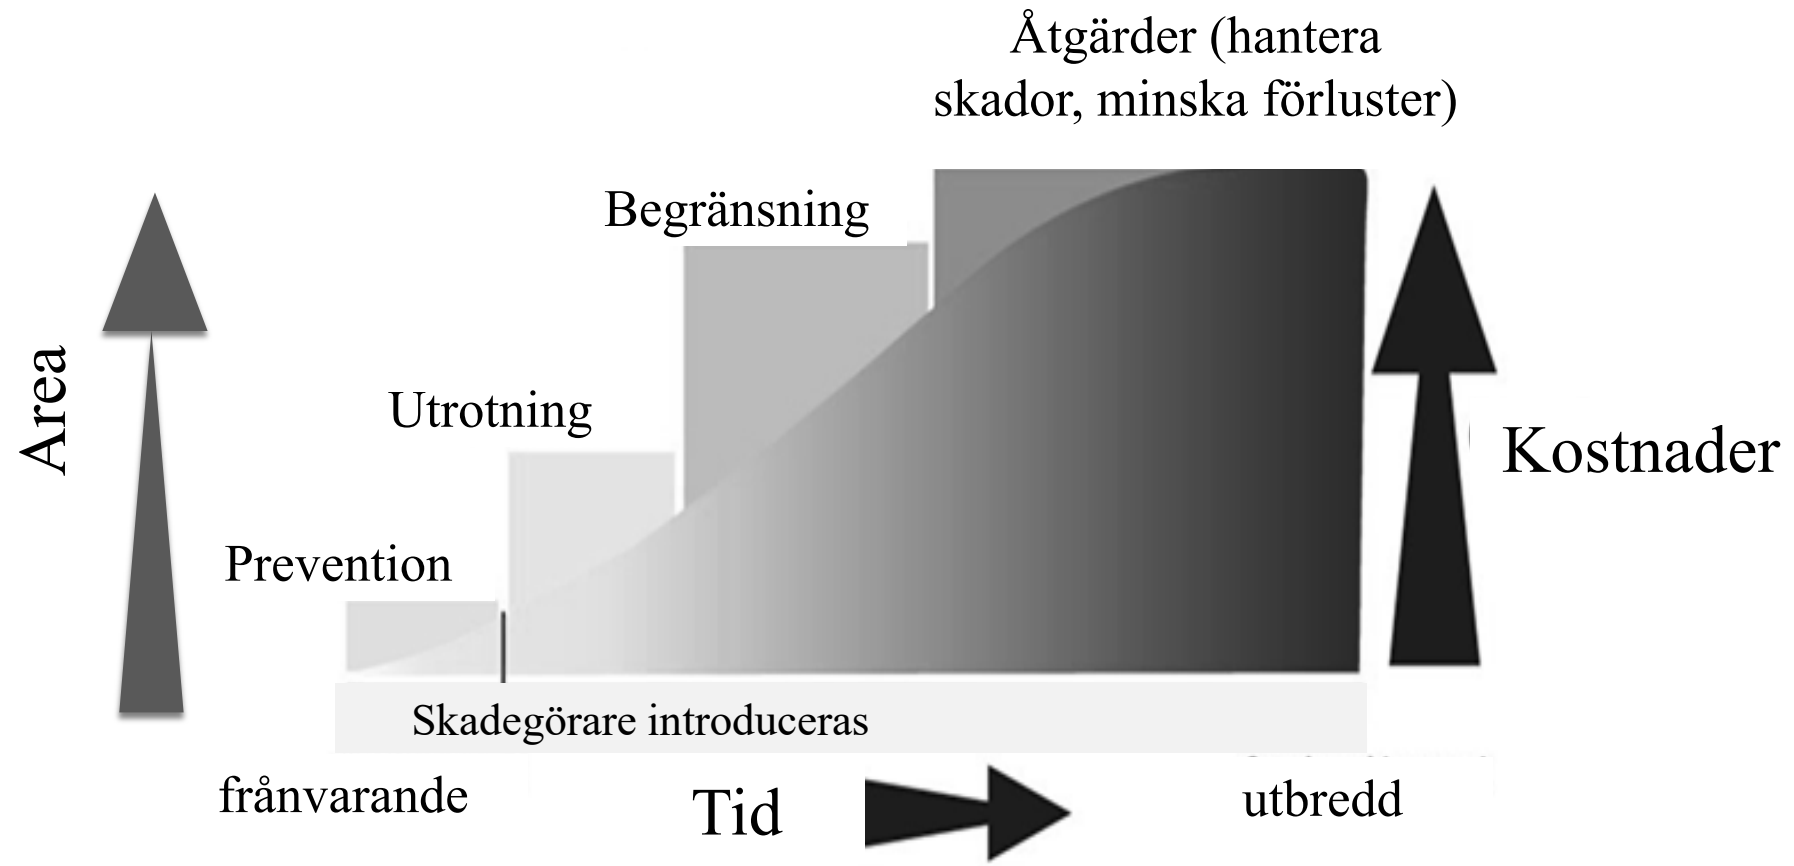 Åtgärder (hantera
skador, minska förluster)
Begränsning
Utrotning
Prevention
Area
Kostnader
Skadegörare introduceras
frånvarande
Tid
utbredd